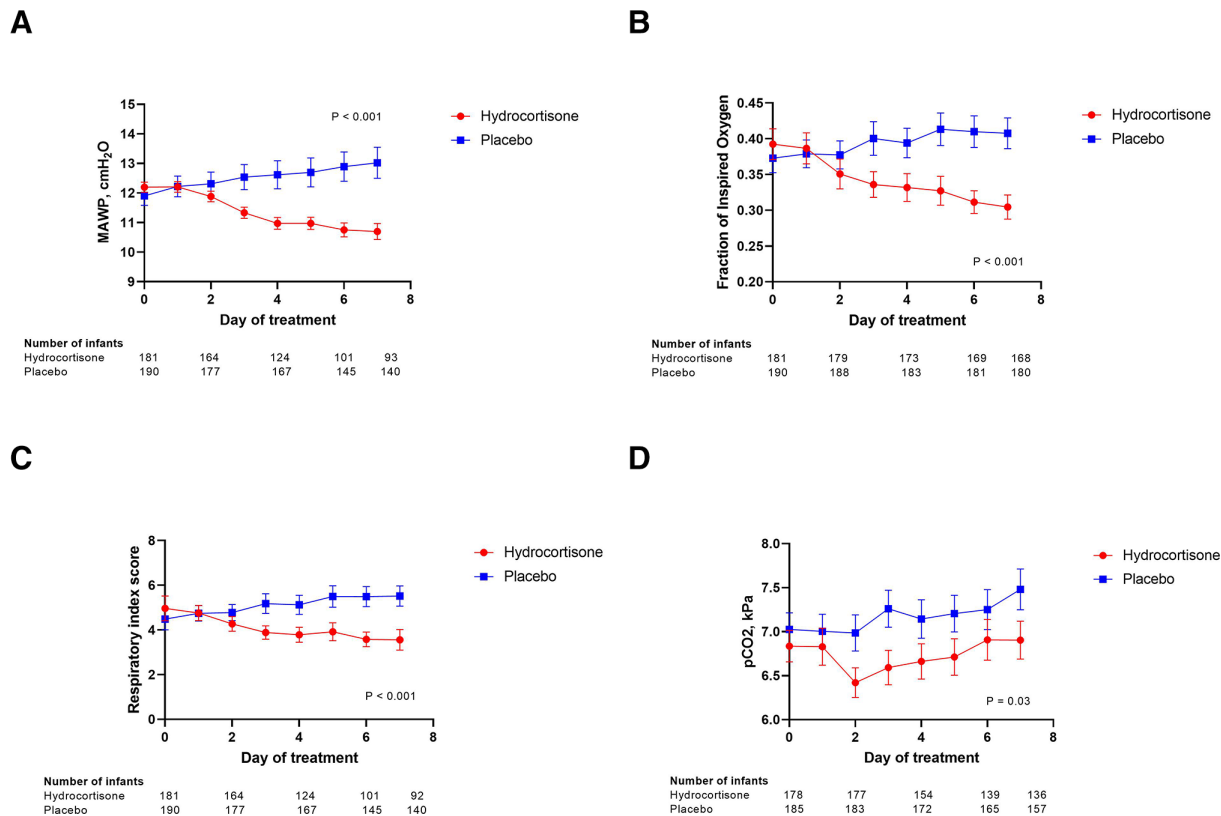 A
MAWP, cmH2O
15
14
13
12
11
10
9
0 2 4 6 8
Day of treatment
P < 0.001
Hydrocortisone
Placebo
Number of infants
Hydrocortisone 181 164 124 101 93
Placebo 190 177 167 145 140
B
Fraction of Inspired Oxygen
0.45
0.40
0.35
0.30
0.25
0.20
0 2 4 6 8
Day of treatment
P < 0.001
Hydrocortisone
Placebo
Number of infants
Hydrocortisone 181 179 173 169 168
Placebo 190 188 183 181 180
C
Respiratory index score
8
6
4
2
0
0 2 4 6 8
Day of treatment
P < 0.001
Hydrocortisone
Placebo
Number of infants
Hydrocortisone 181 164 124 101 92
Placebo 190 177 167 145 140
D
pCO2, kPa
8.0
7.5
7.0
6.5
6.0
0 2 4 6 8
Day of treatment
P = 0.03
Hydrocortisone
Placebo
Number of infants
Hydrocortisone 178 177 154 139 136
Placebo 185 183 172 165 157